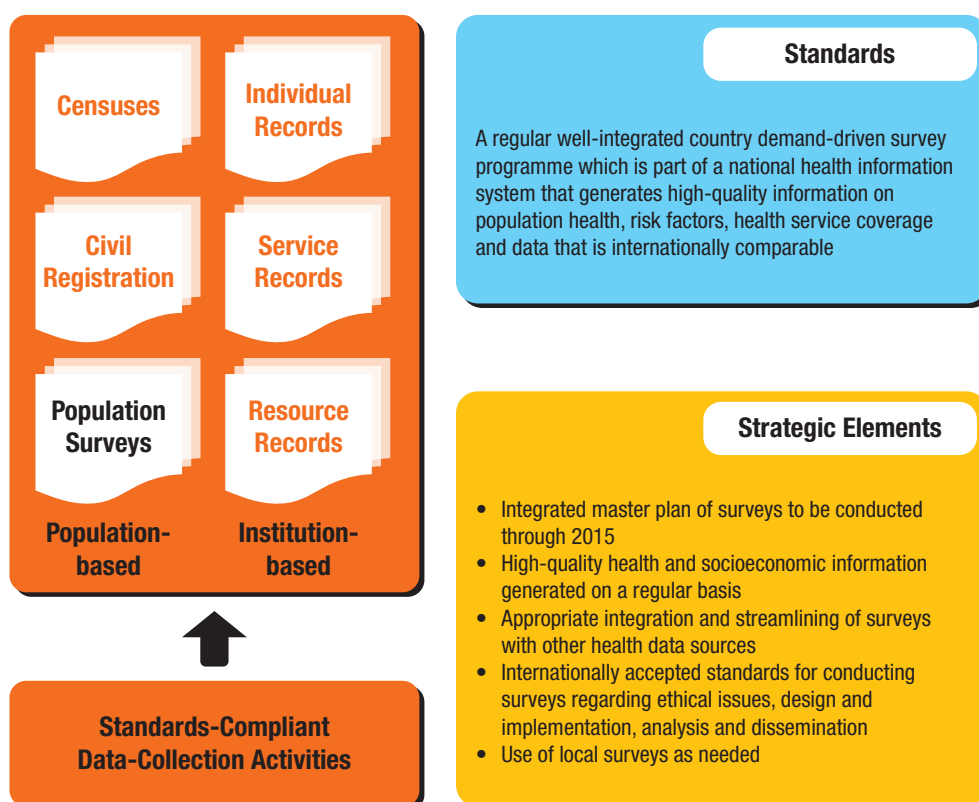 Censuses
Individual
Records
Civil
Registration
Service
Records
Population
Surveys
Resource
Records
Population-
based
Institution-
based
Standards-Compliant
Data-Collection Activities
Standards
A regular well-integrated country demand-driven survey
programme which is part of a national health information
system that generates high-quality information on
population health, risk factors, health service coverage
and data that is internationally comparable
Strategic Elements
• Integrated master plan of surveys to be conducted
through 2015
• High-quality health and socioeconomic information
generated on a regular basis
• Appropriate integration and streamlining of surveys
with other health data sources
• Internationally accepted standards for conducting
surveys regarding ethical issues, design and
implementation, analysis and dissemination
• Use of local surveys as needed